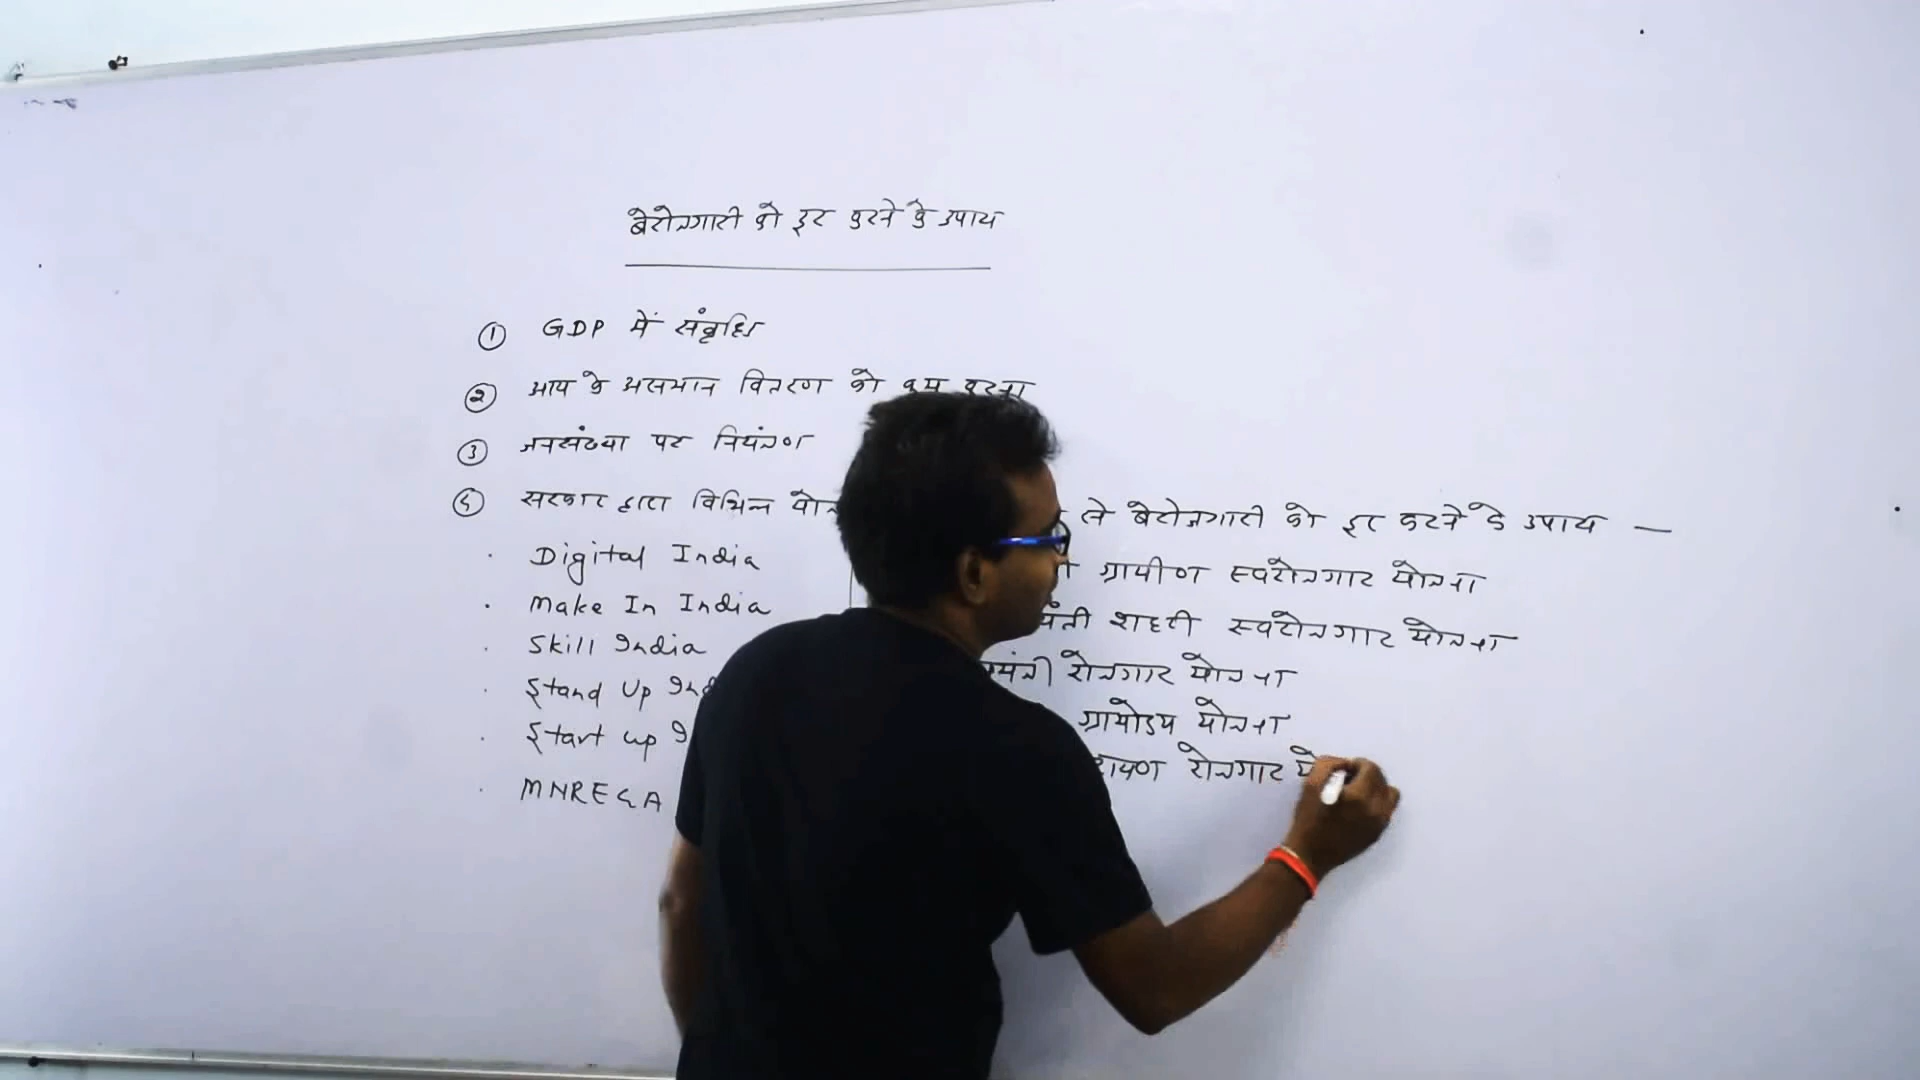 बेरोजगारी को दूर करने के उपाय
① GDP में संवृद्धि
② आय के असमान वितरण को कम करना
③ जनसंख्या पर नियंत्रण
④ सरकार द्वारा विभिन्न से बेरोजगारी को दूर करने के उपाय —
· Digital India
· Make In India
· Skill India
· Stand Up
· Start up
· MNREGA
ग्रामीण स्वरोजगार योजना
शहरी स्वरोजगार योजना
रोजगार योजना
ग्रामोदय योजना
रोजगार